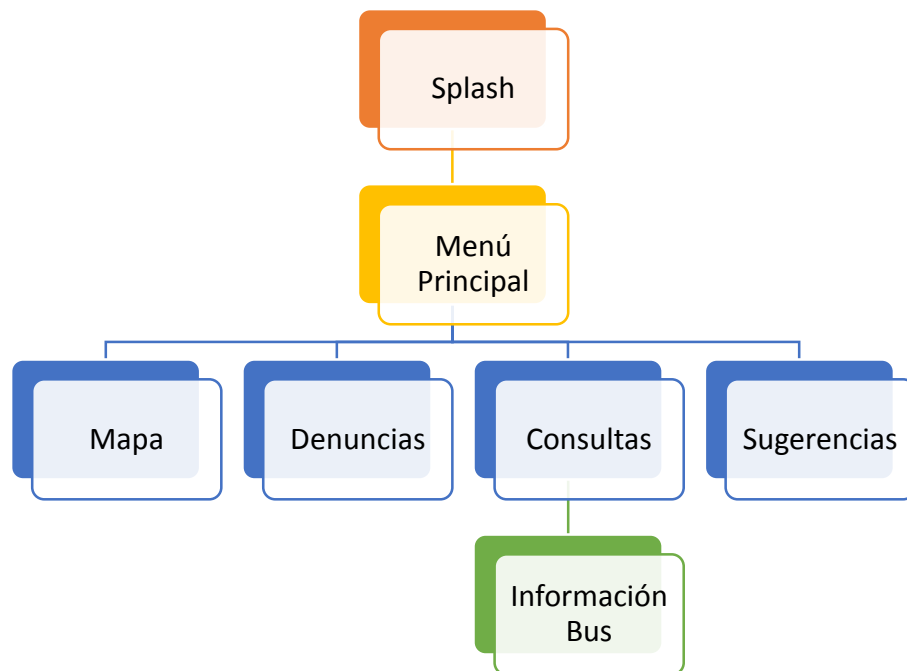 Splash
Menú
Principal
Mapa
Denuncias
Consultas
Sugerencias
Información
Bus